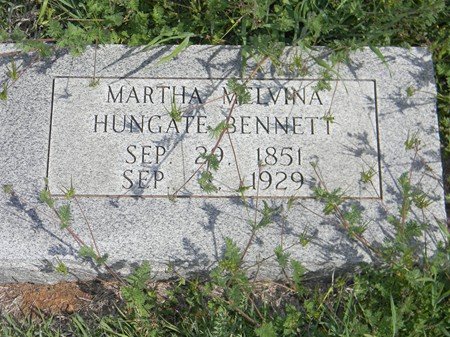 MARTHA MELVINA
HUNGATE BENNETT
SEP. 1851
SEP. 1929